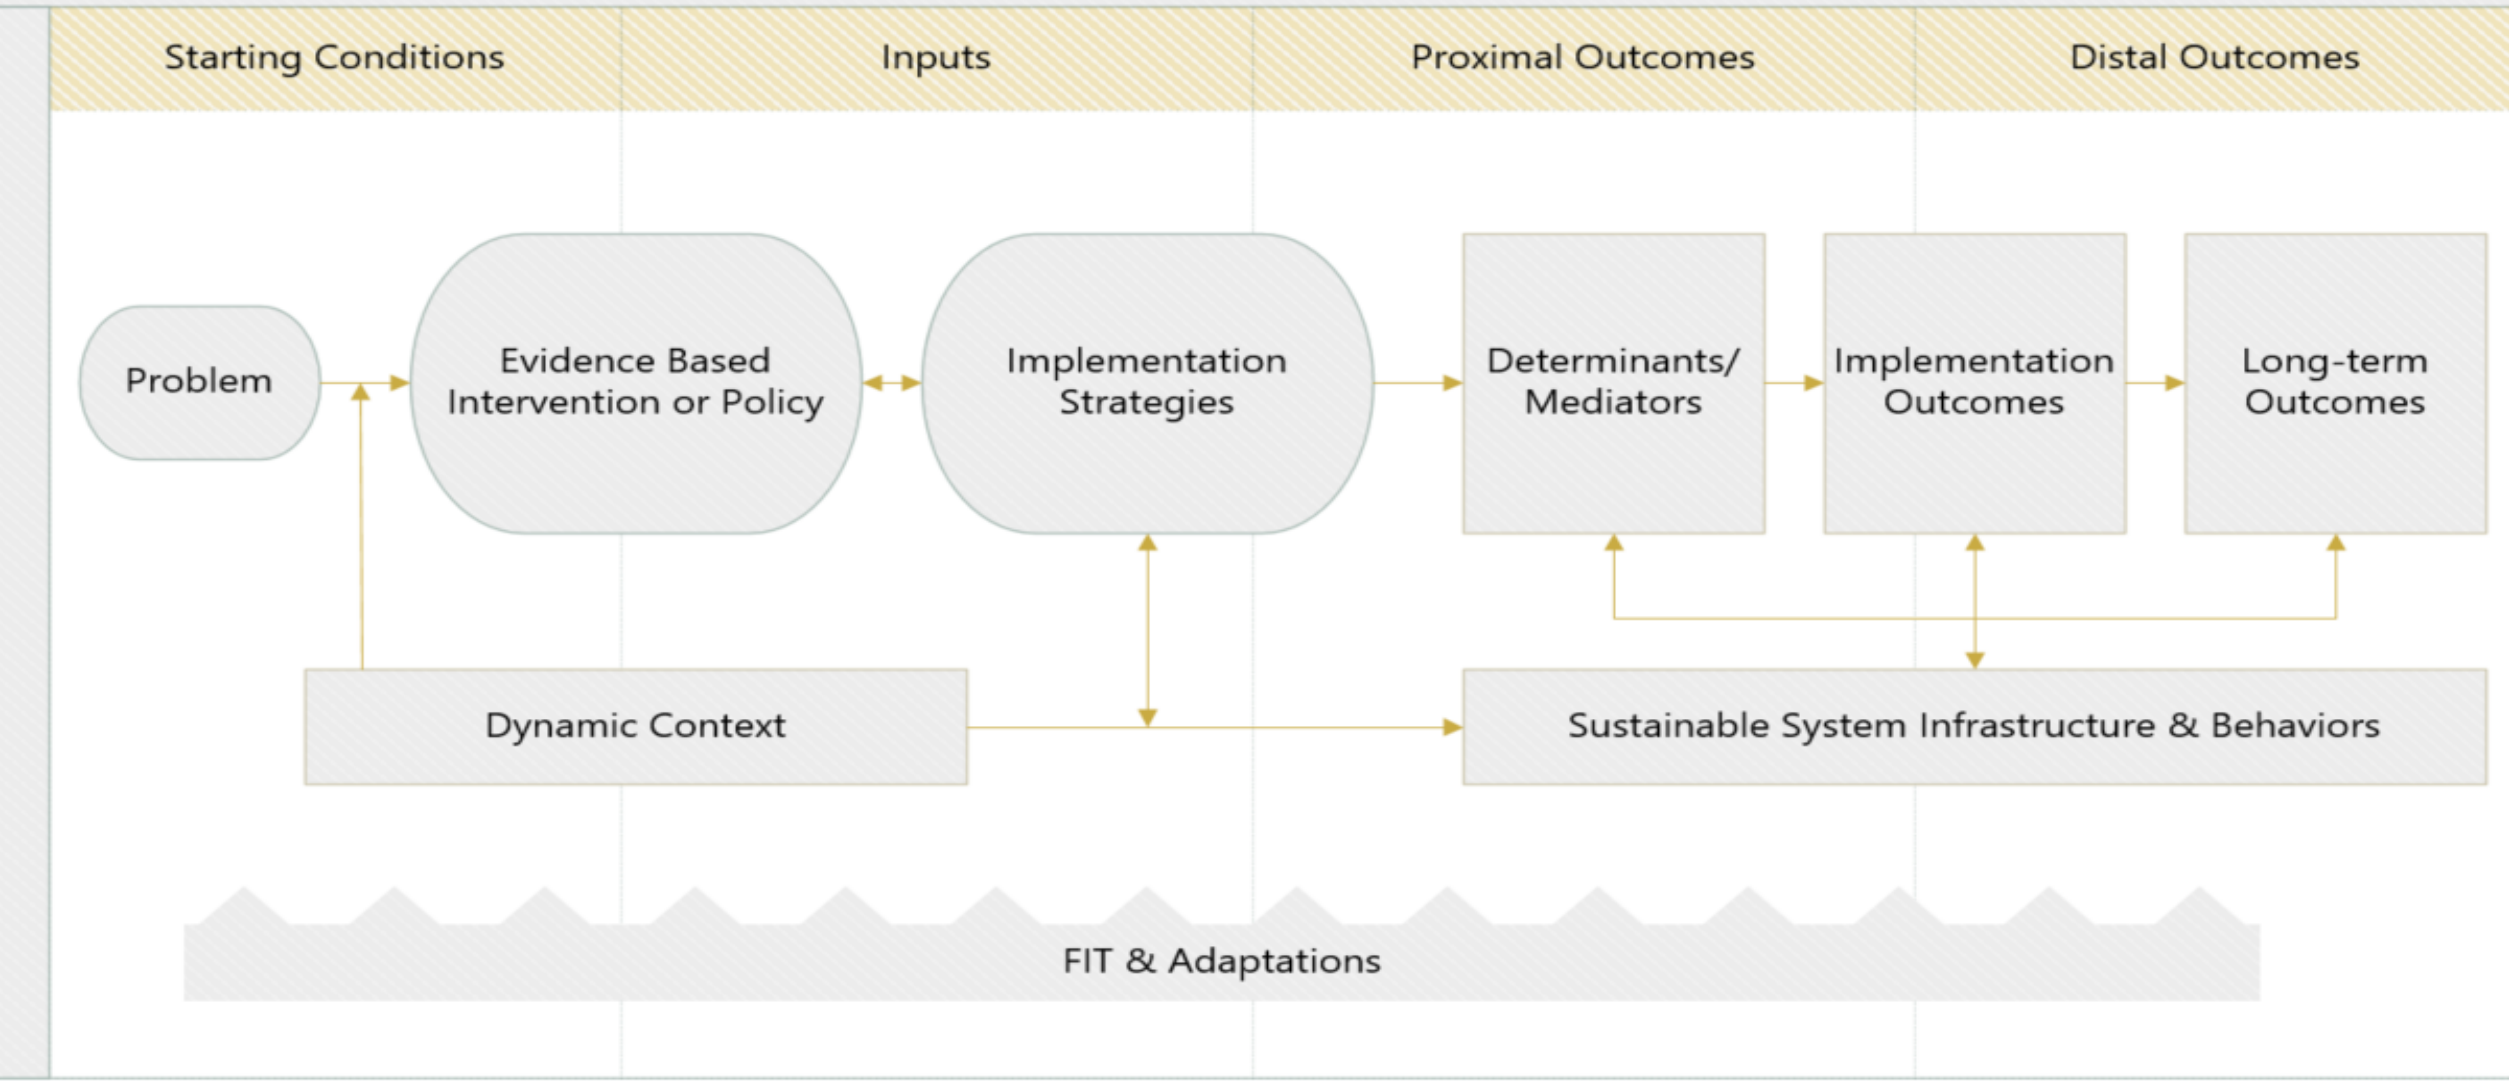 Starting Conditions
Inputs
Proximal Outcomes
Distal Outcomes
Problem
Evidence Based
Intervention or Policy
Implementation
Strategies
Determinants/
Mediators
Implementation
Outcomes
Long-term
Outcomes
Dynamic Context
Sustainable System Infrastructure & Behaviors
FIT & Adaptations